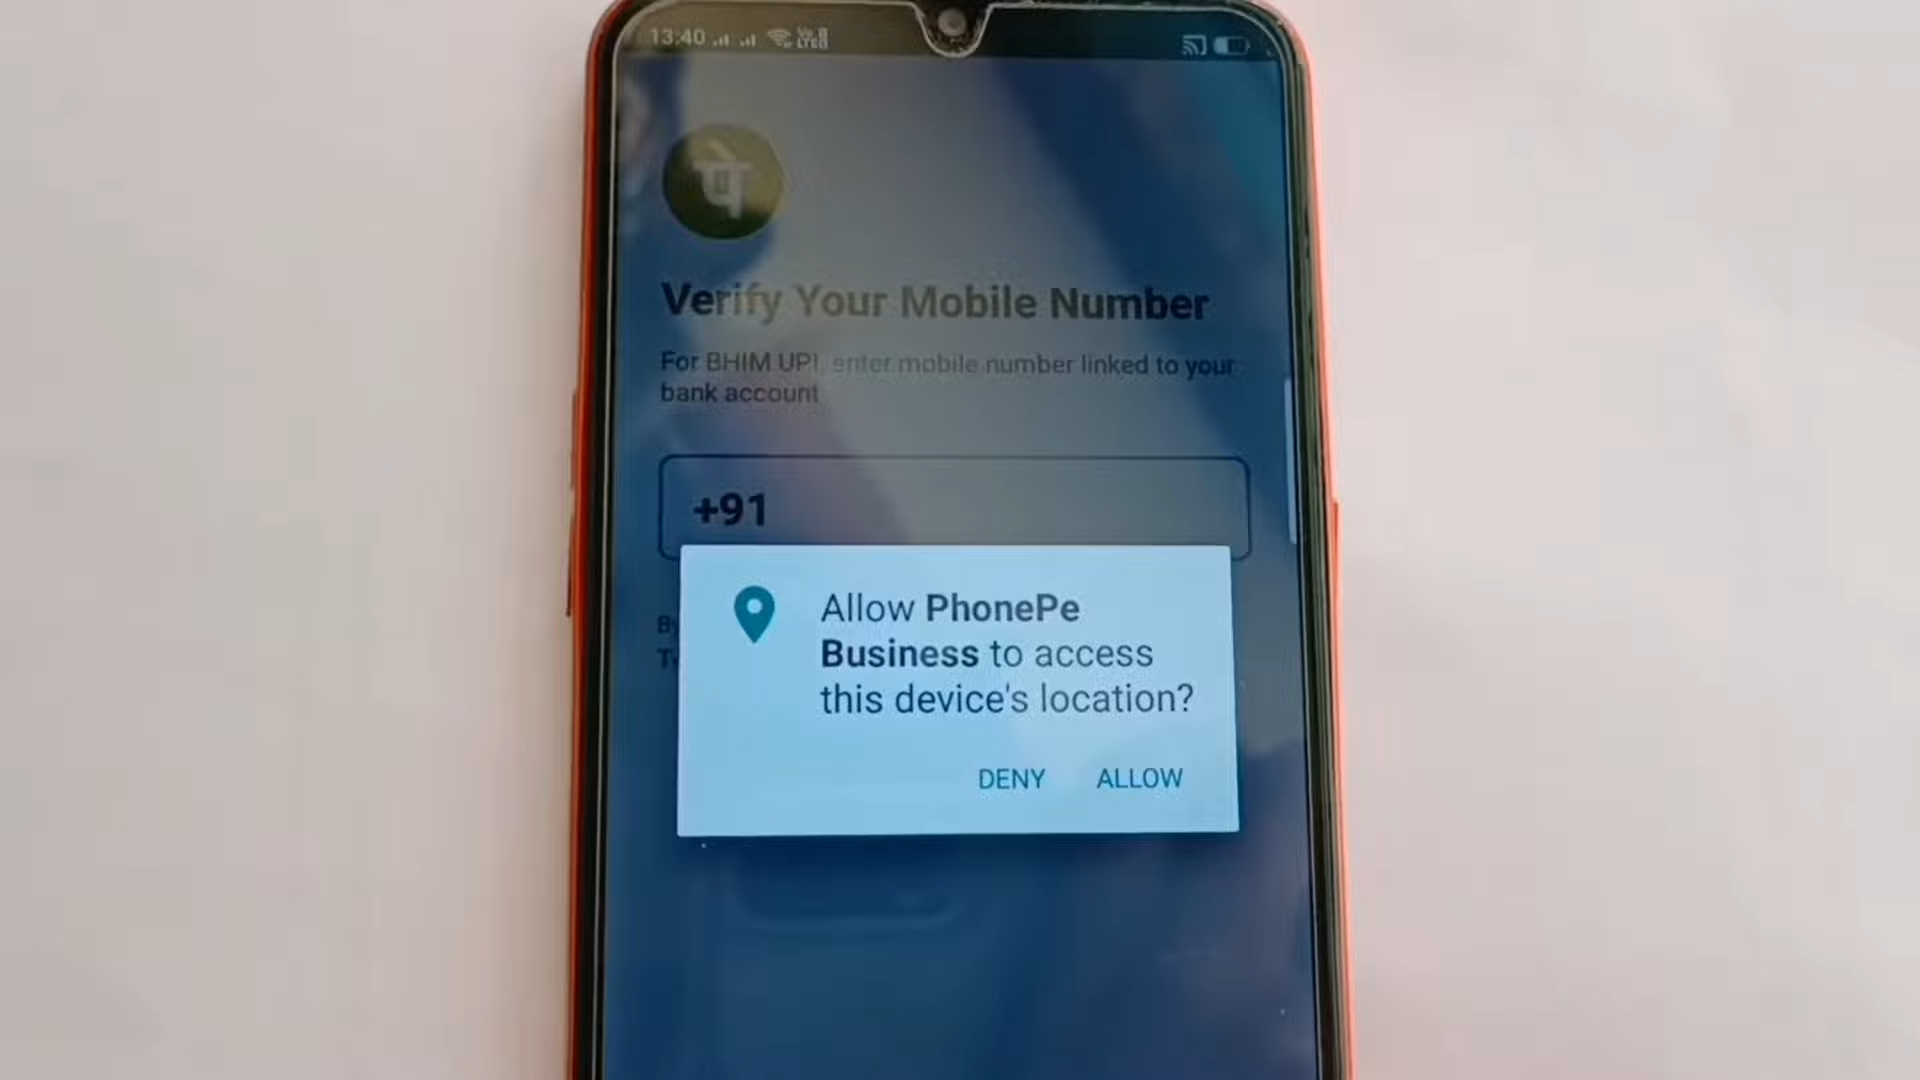 13:40
पे
Verify Your Mobile Number
For BHIM UPI, enter mobile number linked to your
bank account
+91
Allow PhonePe
Business to access
this device's location?
DENY ALLOW